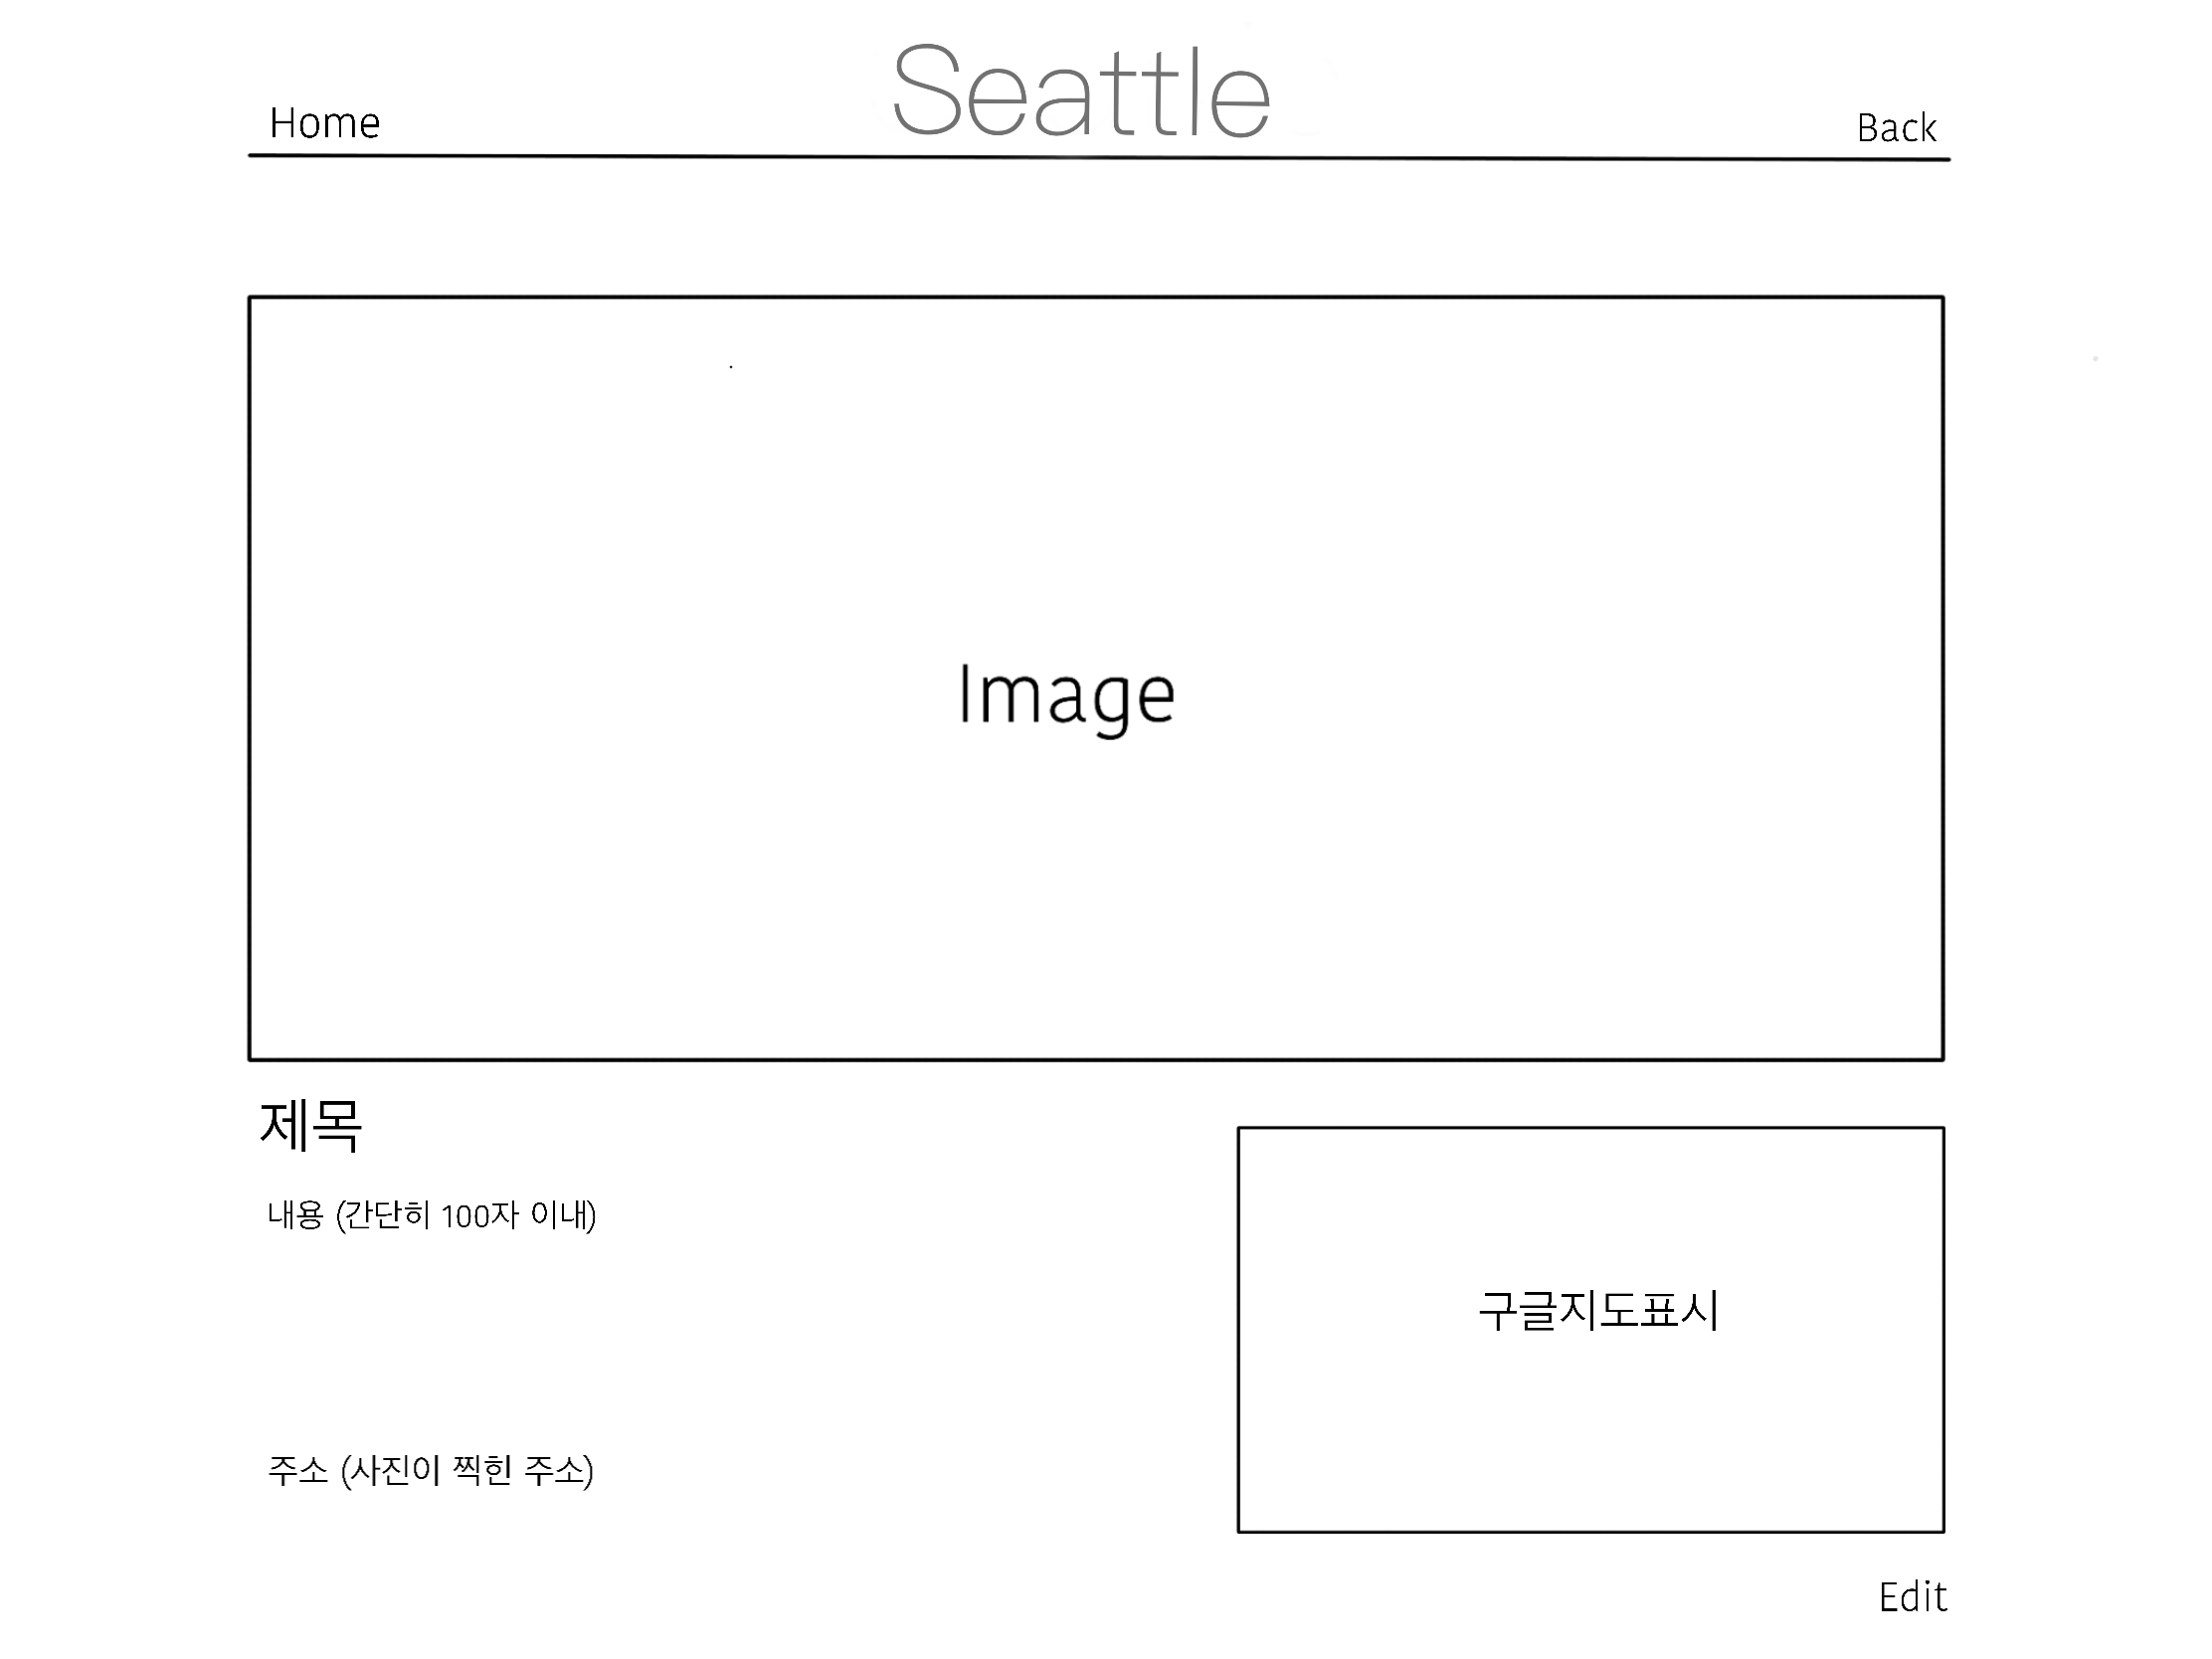 Seattle
Home
Back
Image
제목
내용 (간단히 100자 이내)
구글지도표시
주소 (사진이 찍힌 주소)
Edit